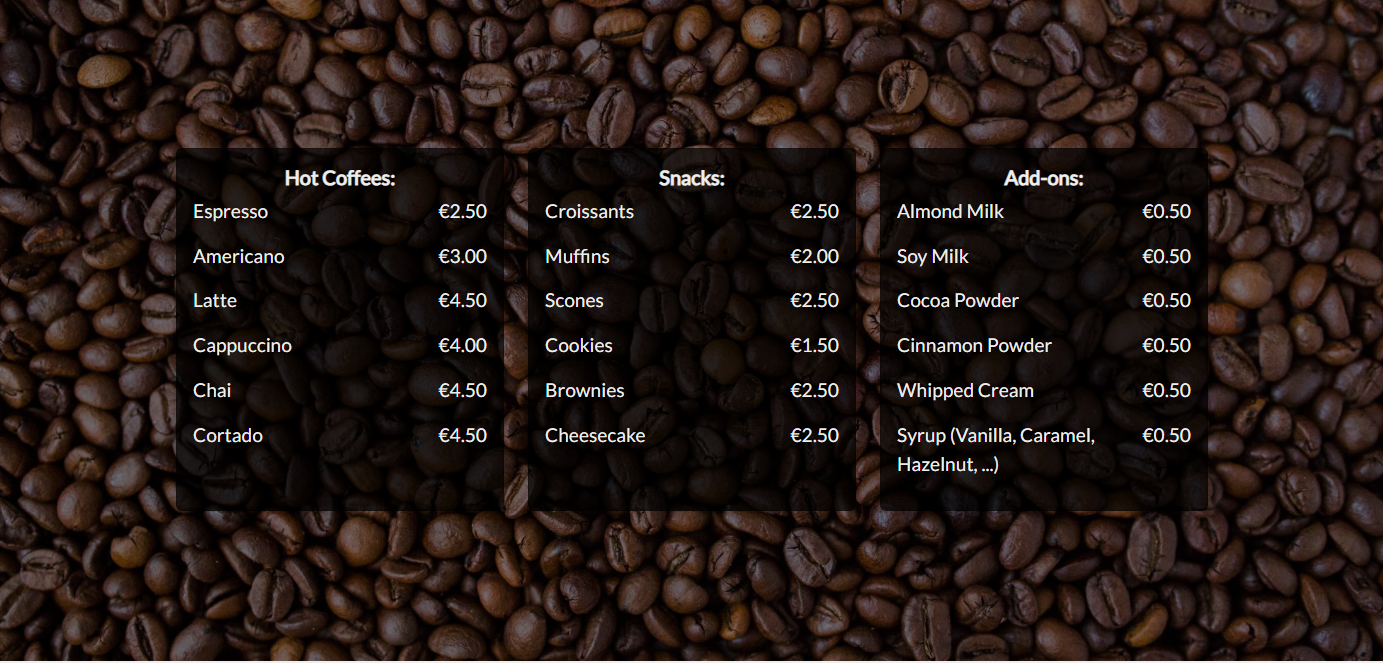 Hot Coffees:
Espresso €2.50
Americano €3.00
Latte €4.50
Cappuccino €4.00
Chai €4.50
Cortado €4.50
Snacks:
Croissants €2.50
Muffins €2.00
Scones €2.50
Cookies €1.50
Brownies €2.50
Cheesecake €2.50
Add-ons:
Almond Milk €0.50
Soy Milk €0.50
Cocoa Powder €0.50
Cinnamon Powder €0.50
Whipped Cream €0.50
Syrup (Vanilla, Caramel, €0.50
Hazelnut, ...)